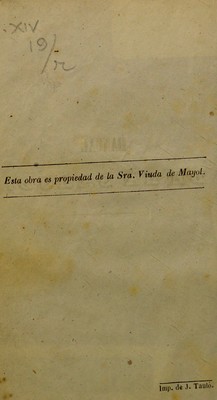 XIV
19/
Esta obra es propiedad de la Sra. Viuda de Mayol.
Imp. de J. Tauló.